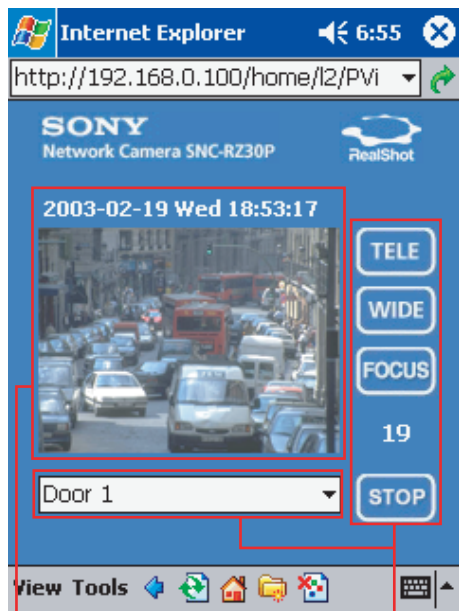 Internet Explorer 6:55
http://192.168.0.100/home/l2/PVi
SONY
Network Camera SNC-RZ30P
RealShot
2003-02-19 Wed 18:53:17
TELE
WIDE
FOCUS
19
Door 1
STOP
View Tools